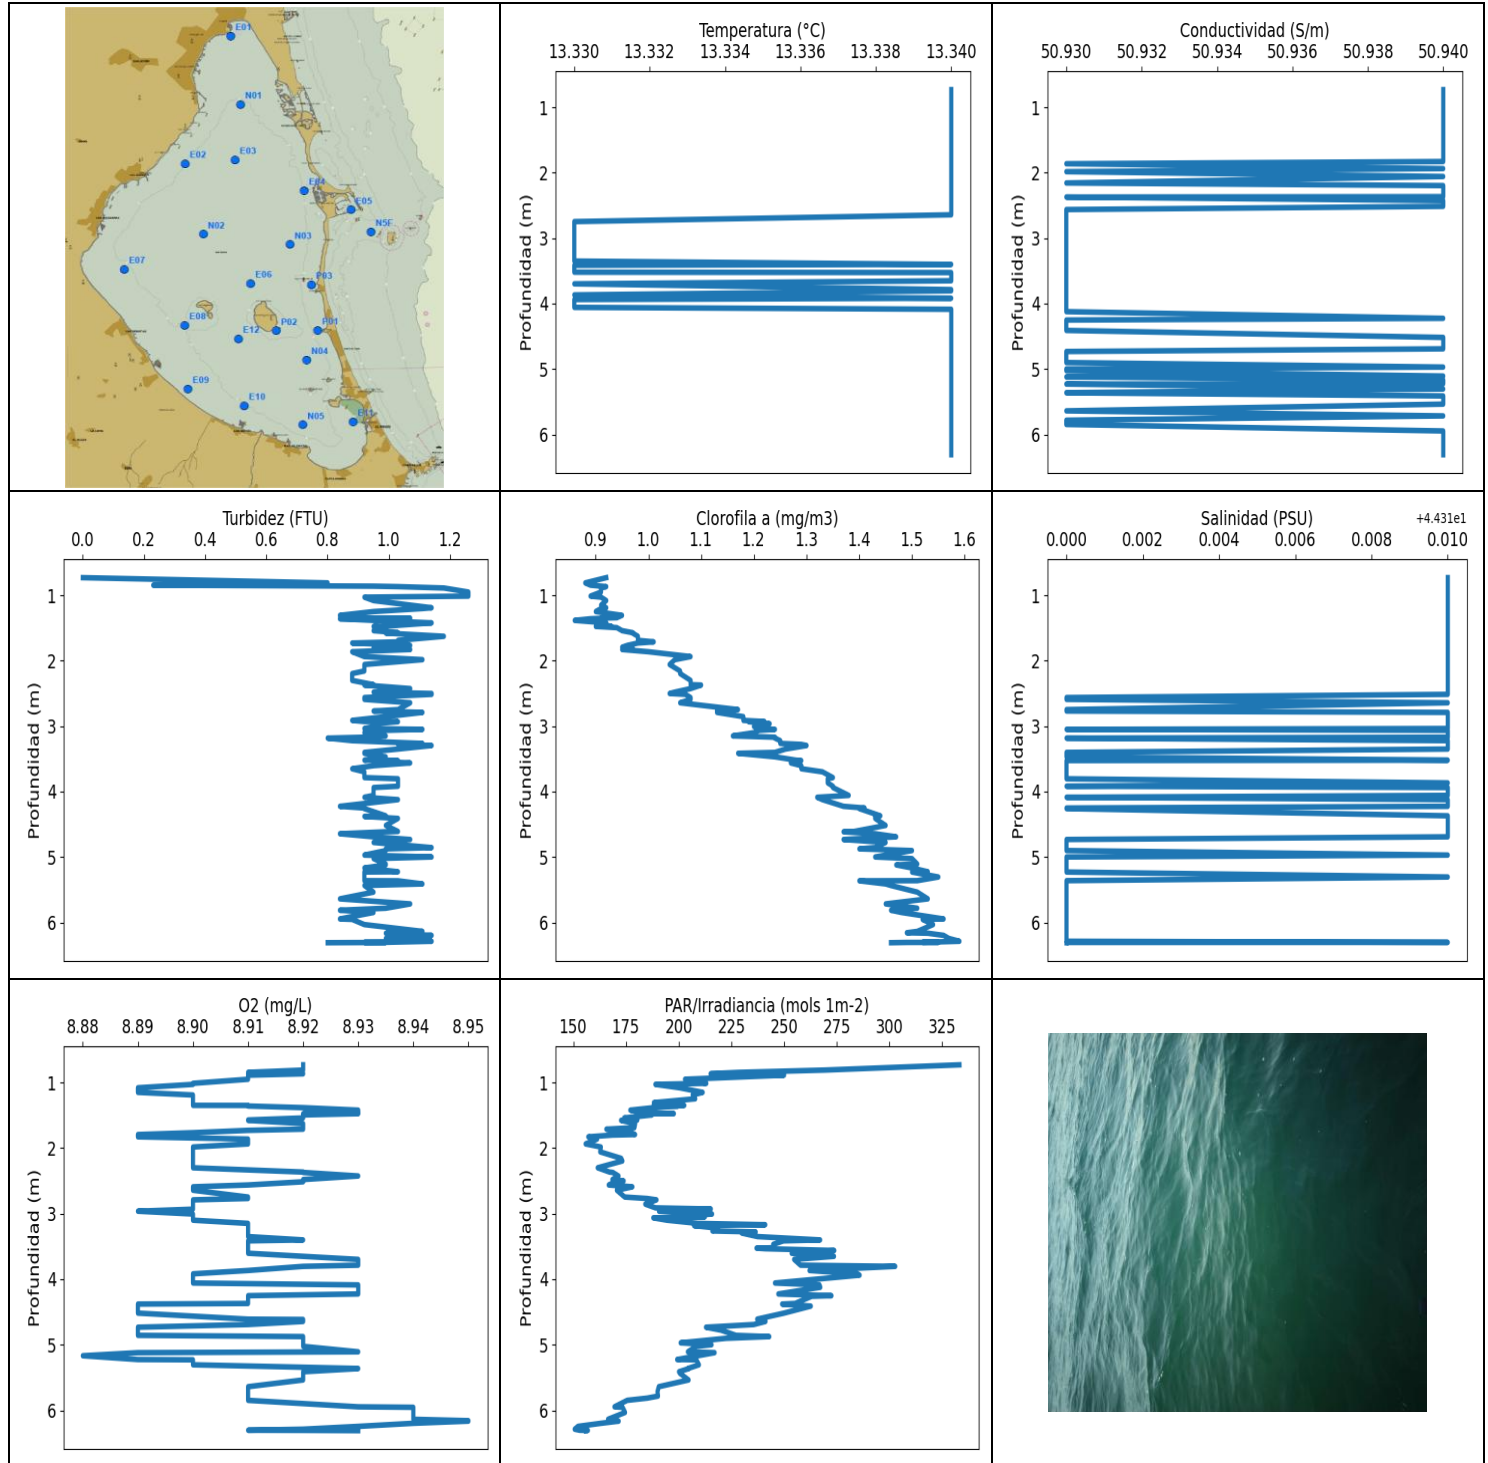 E01
N01
E02
E03
E04
E05
N5F
N02
N03
E07
E06
P03
E08
E12
P02
P01
N04
E09
E10
N05
E11
Temperatura (°C)
13.330 13.332 13.334 13.336 13.338 13.340
Profundidad (m)
1
2
3
4
5
6
Conductividad (S/m)
50.930 50.932 50.934 50.936 50.938 50.940
Profundidad (m)
1
2
3
4
5
6
Turbidez (FTU)
0.0 0.2 0.4 0.6 0.8 1.0 1.2
Profundidad (m)
1
2
3
4
5
6
Clorofila a (mg/m3)
0.9 1.0 1.1 1.2 1.3 1.4 1.5 1.6
Profundidad (m)
1
2
3
4
5
6
Salinidad (PSU)
+4.431e1
0.000 0.002 0.004 0.006 0.008 0.010
Profundidad (m)
1
2
3
4
5
6
O2 (mg/L)
8.88 8.89 8.90 8.91 8.92 8.93 8.94 8.95
Profundidad (m)
1
2
3
4
5
6
PAR/Irradiancia (mols 1m-2)
150 175 200 225 250 275 300 325
Profundidad (m)
1
2
3
4
5
6